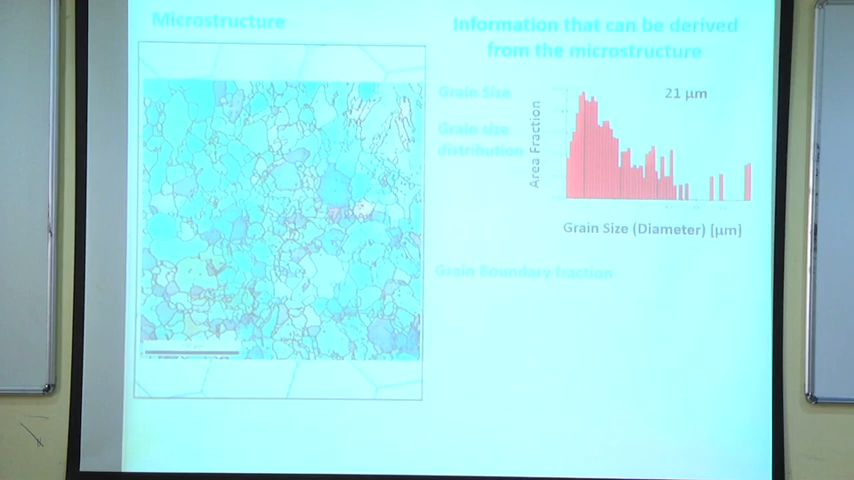 Microstructure
Information that can be derived
from the microstructure
Grain Size
Grain size
distribution
Area Fraction
21 µm
Grain Size (Diameter) [µm]
Grain Boundary fraction